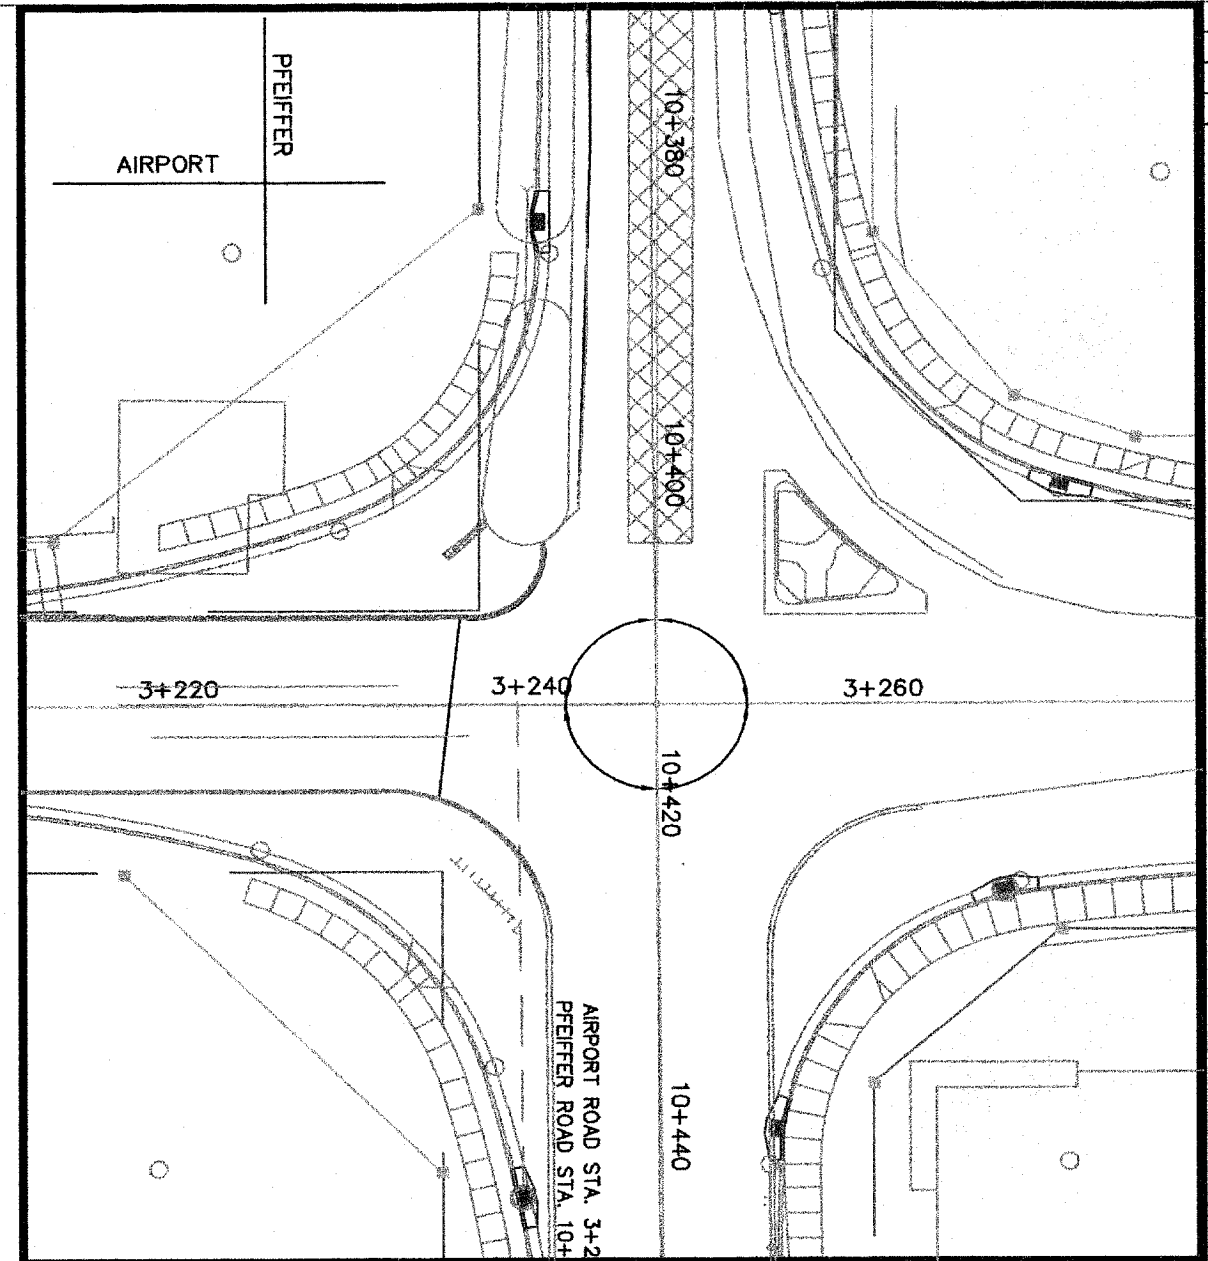 PFEIFFER
AIRPORT
10+380
10+400
3+220
3+240
3+260
10+420
10+440
AIRPORT ROAD STA. 3+2
PFEIFFER ROAD STA. 10+